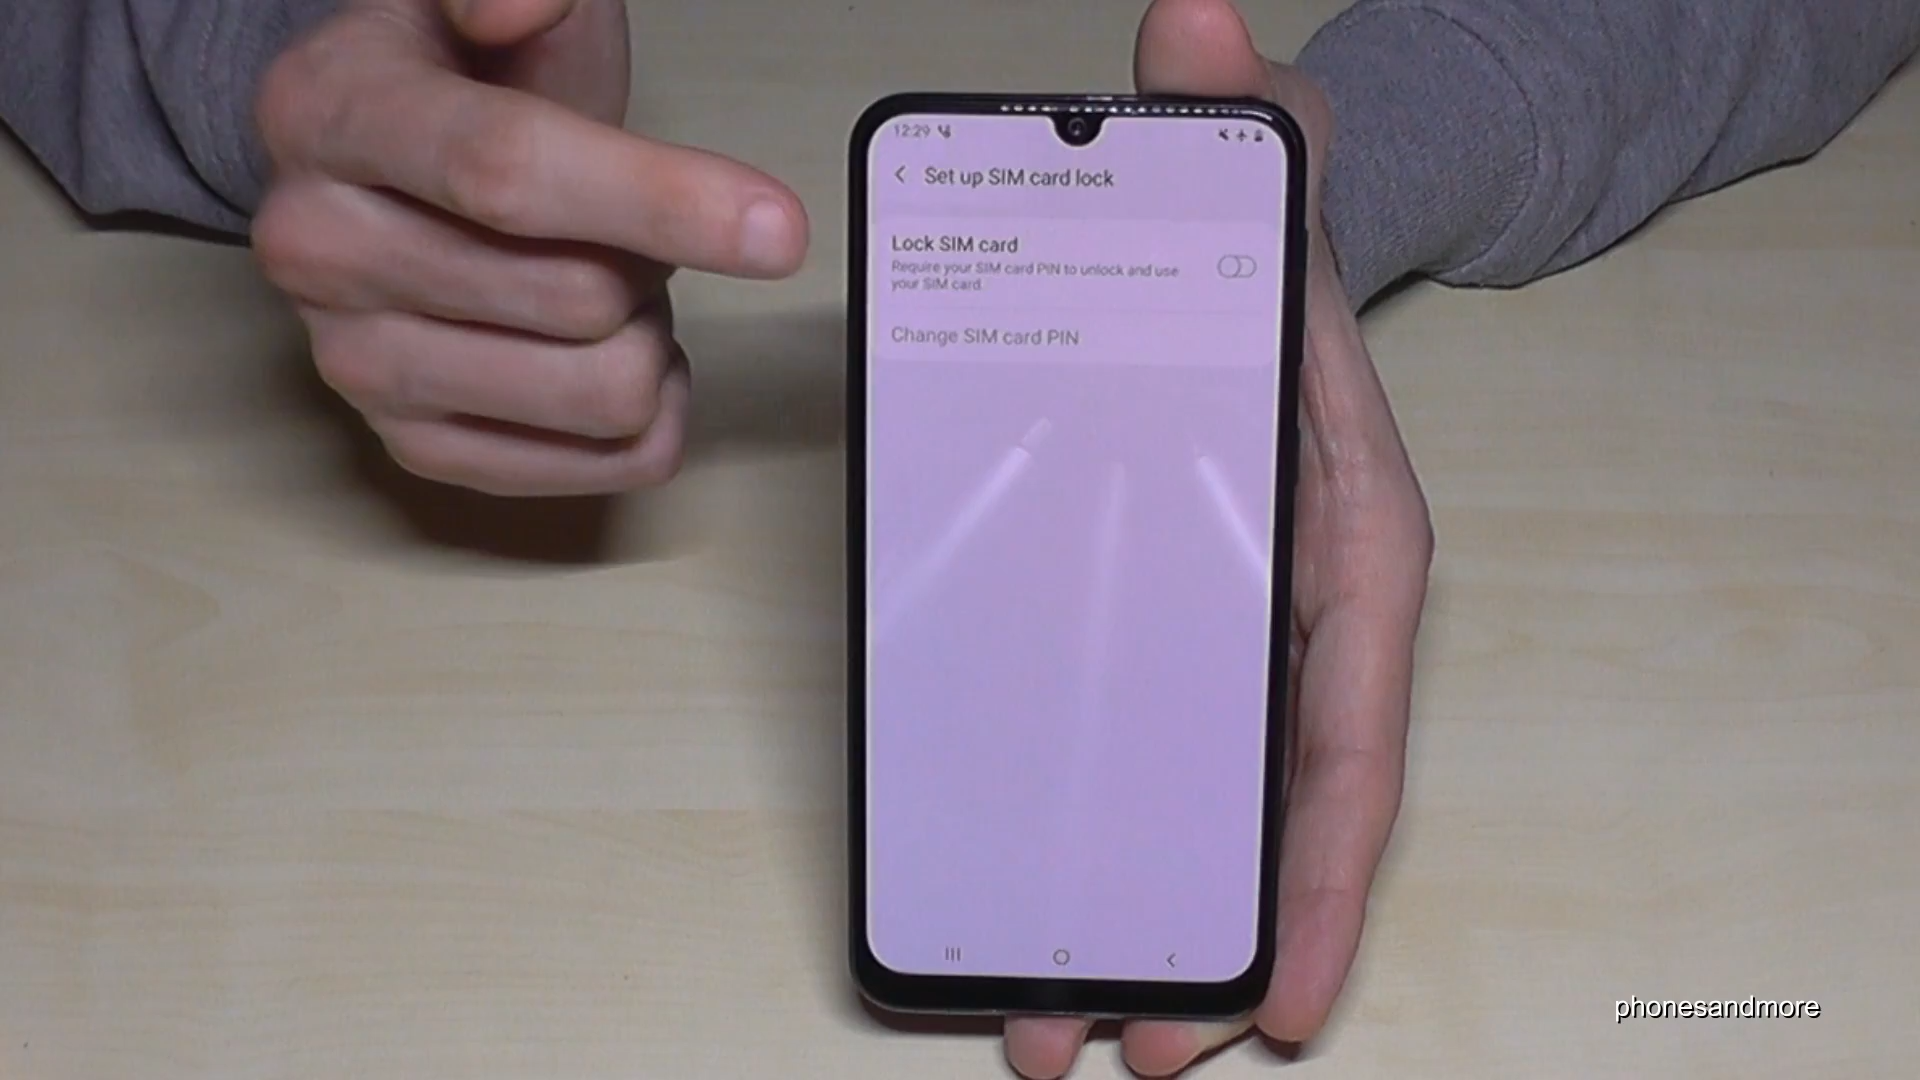 12:29
Set up SIM card lock
Lock SIM card
Require your SIM card PIN to unlock and use
your SIM card.
Change SIM card PIN
phonesandmore